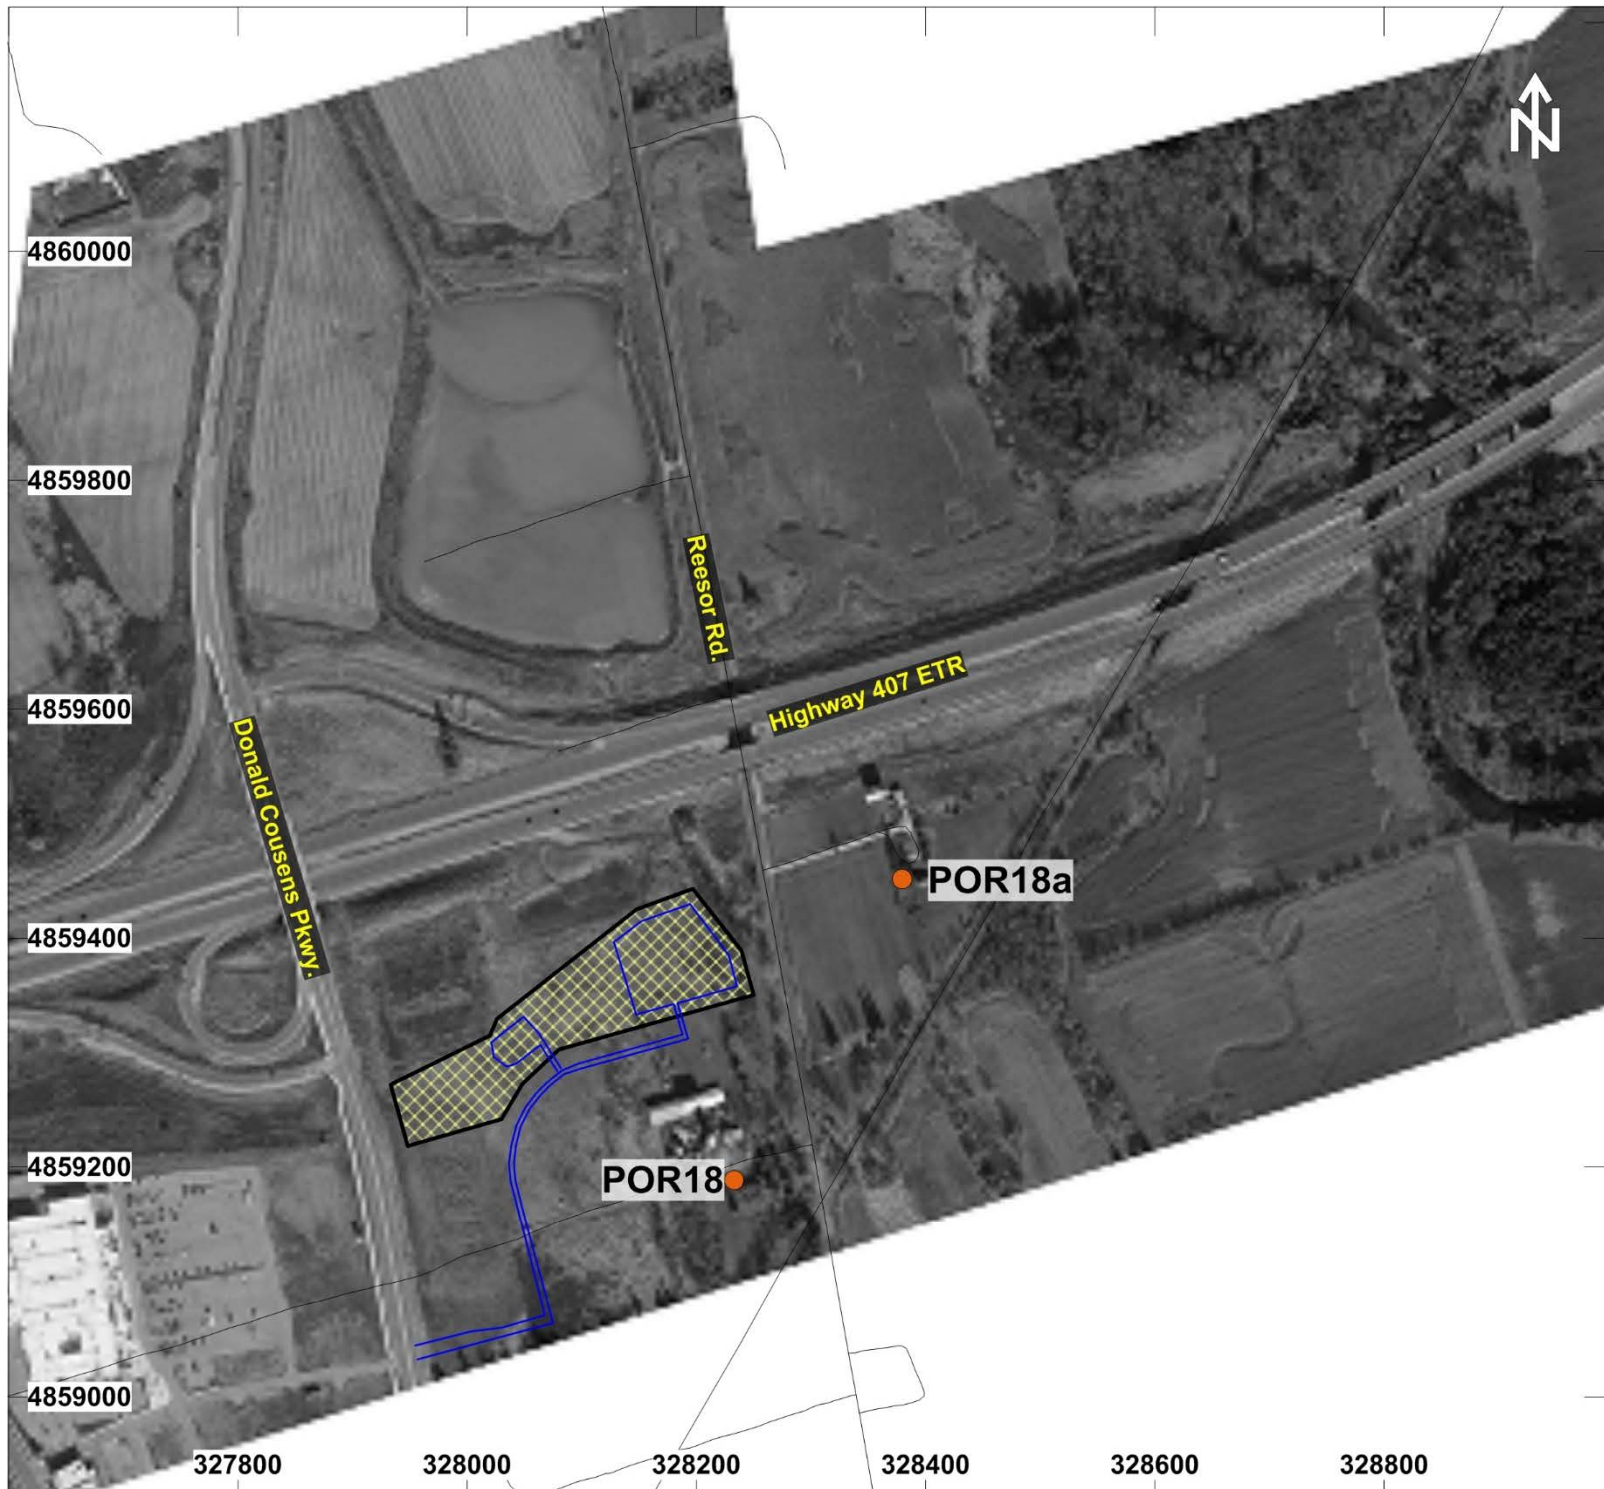 N
4860000
4859800
Reesor Rd.
4859600
Highway 407 ETR
Donald Cousens Pkwy.
POR18a
4859400
4859200
POR18
4859000
327800 328000 328200 328400 328600 328800